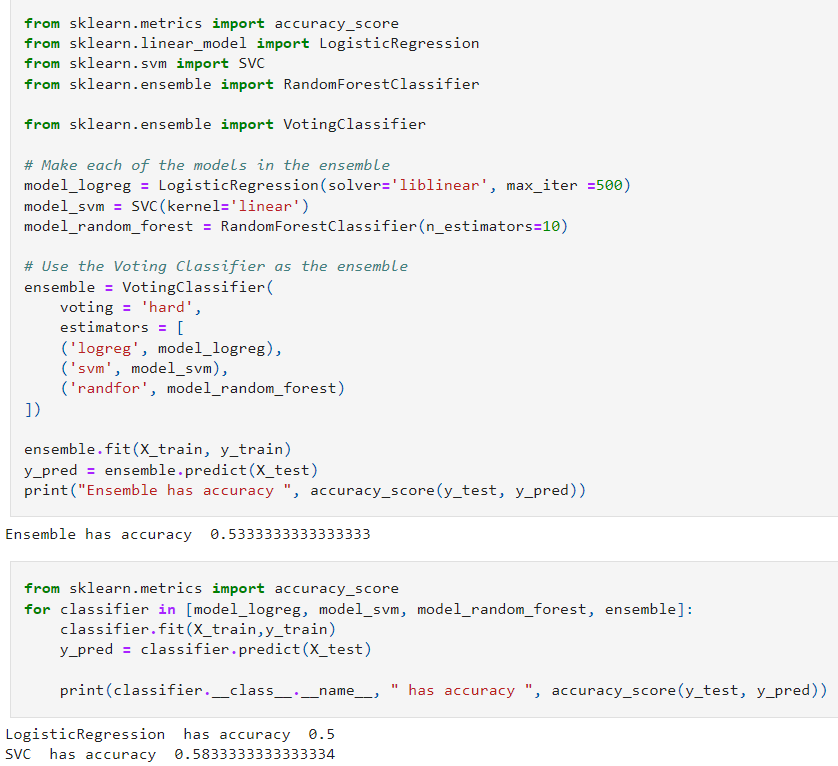 from sklearn.metrics import accuracy_score
from sklearn.linear_model import LogisticRegression
from sklearn.svm import SVC
from sklearn.ensemble import RandomForestClassifier

from sklearn.ensemble import VotingClassifier

# Make each of the models in the ensemble
model_logreg = LogisticRegression(solver='liblinear', max_iter =500)
model_svm = SVC(kernel='linear')
model_random_forest = RandomForestClassifier(n_estimators=10)

# Use the Voting Classifier as the ensemble
ensemble = VotingClassifier(
    voting = 'hard',
    estimators = [
    ('logreg', model_logreg),
    ('svm', model_svm),
    ('randfor', model_random_forest)
])

ensemble.fit(X_train, y_train)
y_pred = ensemble.predict(X_test)
print("Ensemble has accuracy ", accuracy_score(y_test, y_pred))
Ensemble has accuracy  0.5333333333333333
from sklearn.metrics import accuracy_score
for classifier in [model_logreg, model_svm, model_random_forest, ensemble]:
    classifier.fit(X_train,y_train)
    y_pred = classifier.predict(X_test)

    print(classifier.__class__.__name__, " has accuracy ", accuracy_score(y_test, y_pred))
LogisticRegression  has accuracy  0.5
SVC  has accuracy  0.5833333333333334